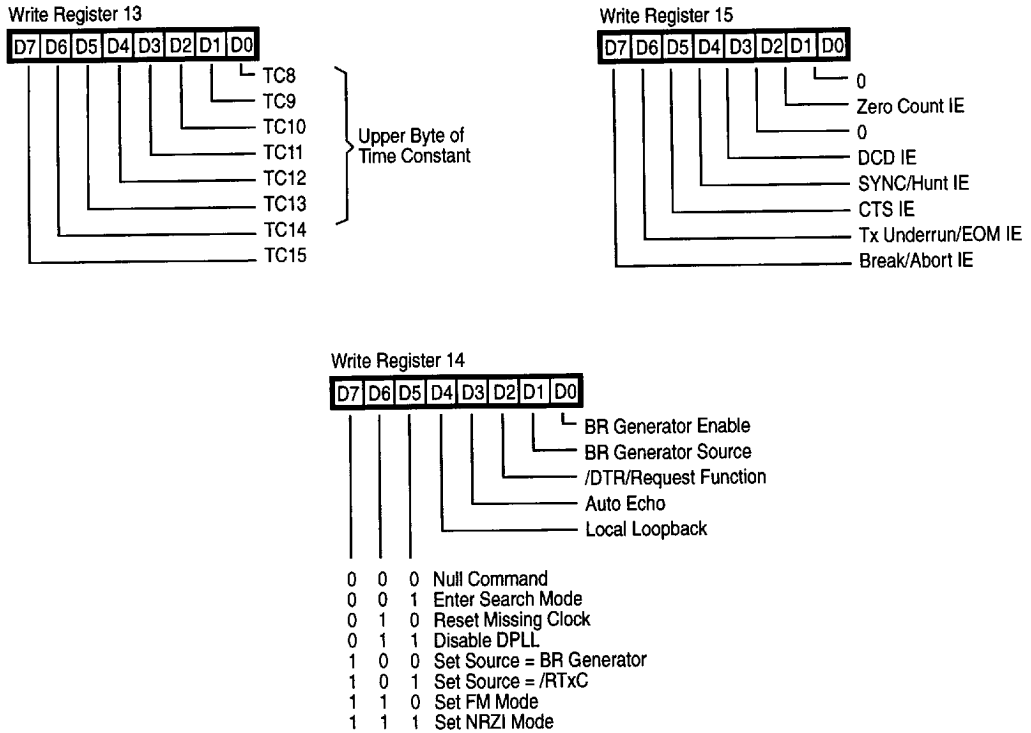 Write Register 13
D7 D6 D5 D4 D3 D2 D1 D0
TC8
TC9
TC10
TC11
TC12
TC13
TC14
TC15
Upper Byte of
Time Constant
Write Register 15
D7 D6 D5 D4 D3 D2 D1 D0
0
Zero Count IE
0
DCD IE
SYNC/Hunt IE
CTS IE
Tx Underrun/EOM IE
Break/Abort IE
Write Register 14
D7 D6 D5 D4 D3 D2 D1 D0
BR Generator Enable
BR Generator Source
/DTR/Request Function
Auto Echo
Local Loopback
0 0 0 Null Command
0 0 1 Enter Search Mode
0 1 0 Reset Missing Clock
0 1 1 Disable DPLL
1 0 0 Set Source = BR Generator
1 0 1 Set Source = /RTxC
1 1 0 Set FM Mode
1 1 1 Set NRZI Mode